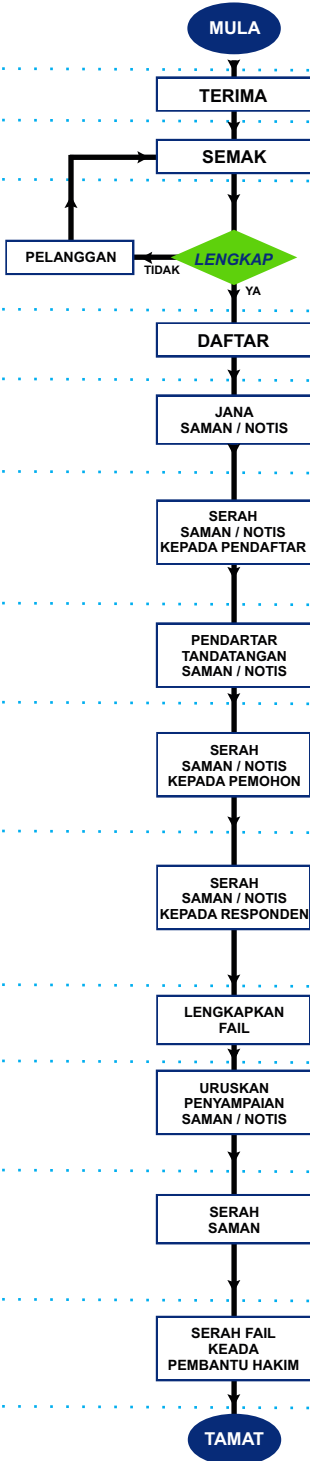 MULA
TERIMA
SEMAK
PELANGGAN
TIDAK
LENGKAP
YA
DAFTAR
JANA
SAMAN / NOTIS
SERAH
SAMAN / NOTIS
KEPADA PENDAFTAR
PENDARTAR
TANDATANGAN
SAMAN / NOTIS
SERAH
SAMAN / NOTIS
KEPADA PEMOHON
SERAH
SAMAN / NOTIS
KEPADA RESPONDEN
LENGKAPKAN
FAIL
URUSKAN
PENYAMPAIAN
SAMAN / NOTIS
SERAH
SAMAN
SERAH FAIL
KEADA
PEMBANTU HAKIM
TAMAT